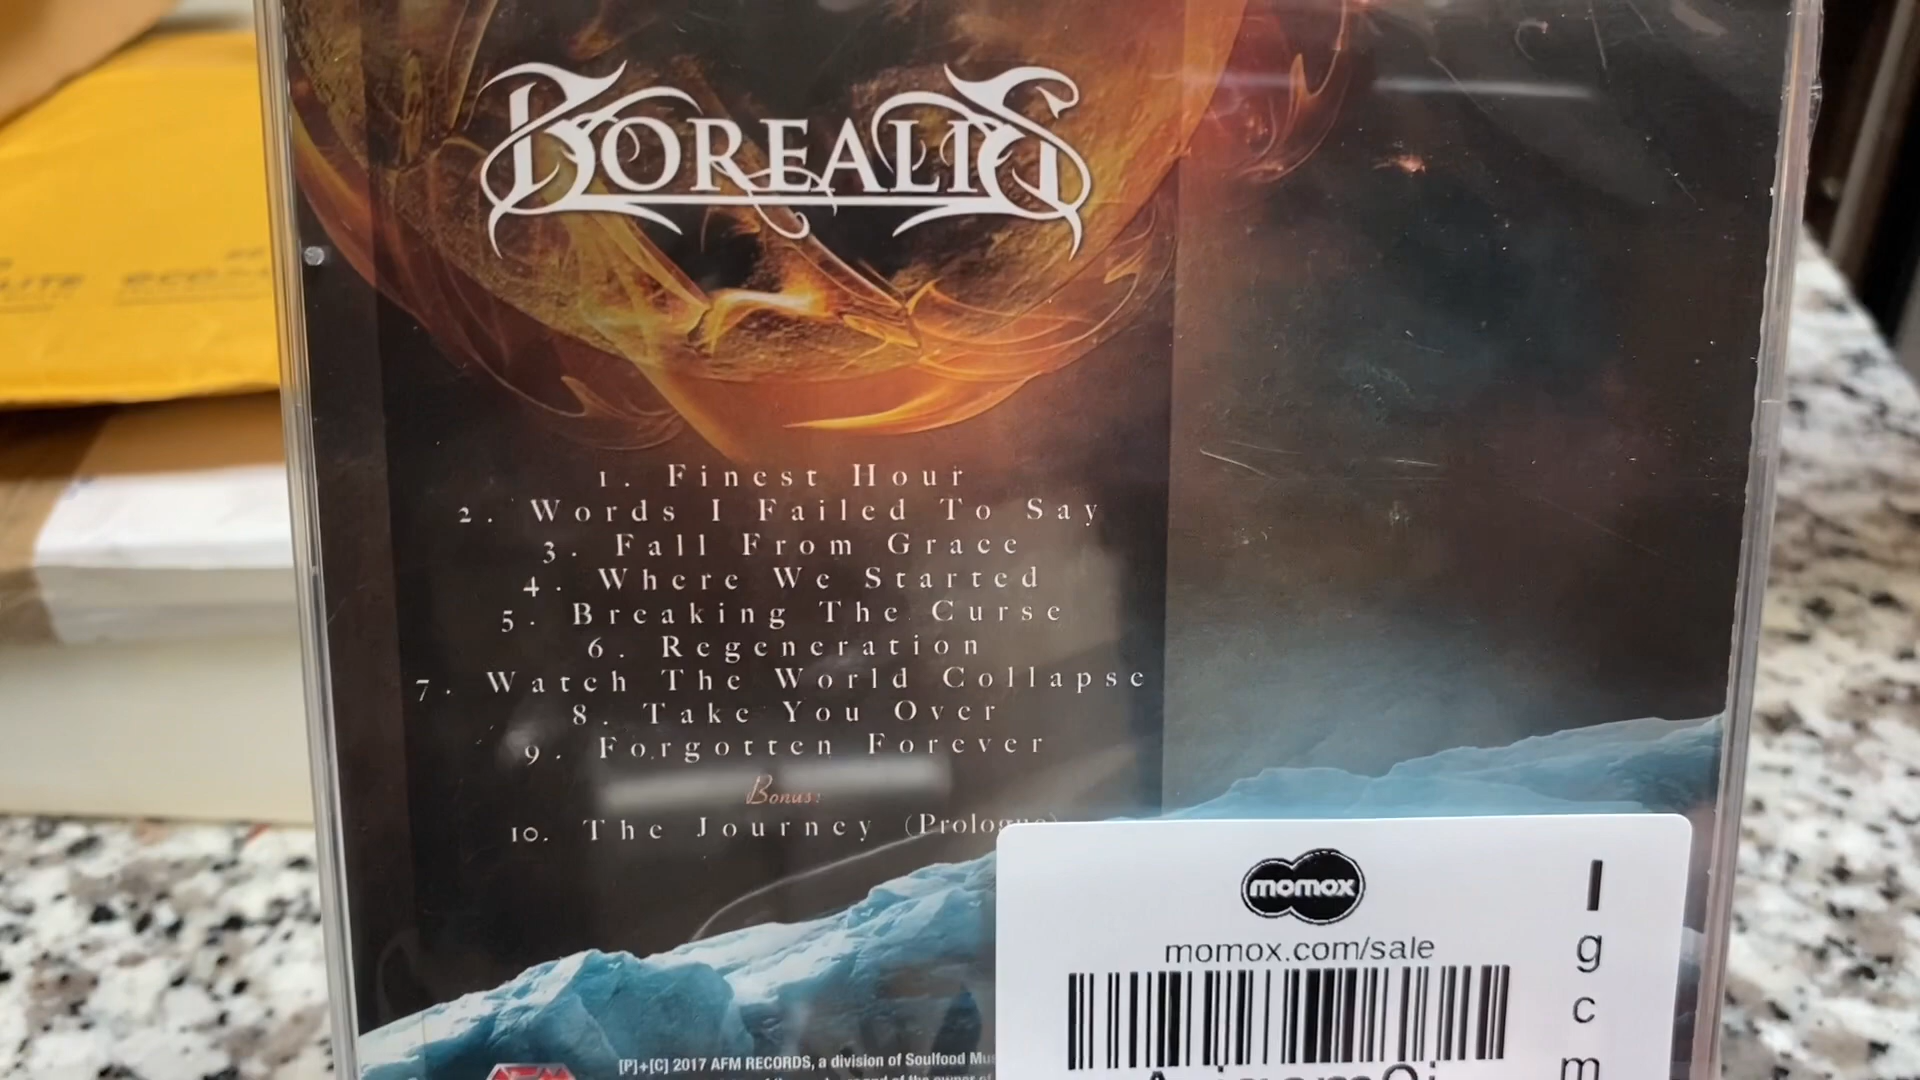 BOREALIS
1. Finest Hour
2. Words I Failed To Say
3. Fall From Grace
4. Where We Started
5. Breaking The Curse
6. Regeneration
7. Watch The World Collapse
8. Take You Over
9. Forgotten Forever
Bonus:
10. The Journey (Prologue)
momox
momox.com/sale
[P]+[C] 2017 AFM RECORDS, a division of Soulfood
AFM